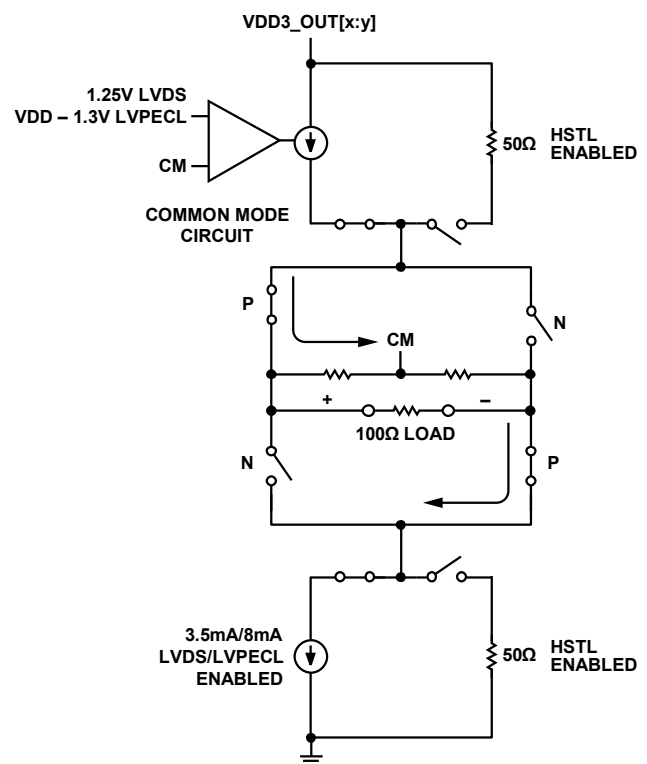 VDD3_OUT[x:y]
1.25V LVDS
VDD – 1.3V LVPECL
CM
COMMON MODE
CIRCUIT
50Ω
HSTL
ENABLED
P
N
CM
+
–
100Ω LOAD
N
P
3.5mA/8mA
LVDS/LVPECL
ENABLED
50Ω
HSTL
ENABLED